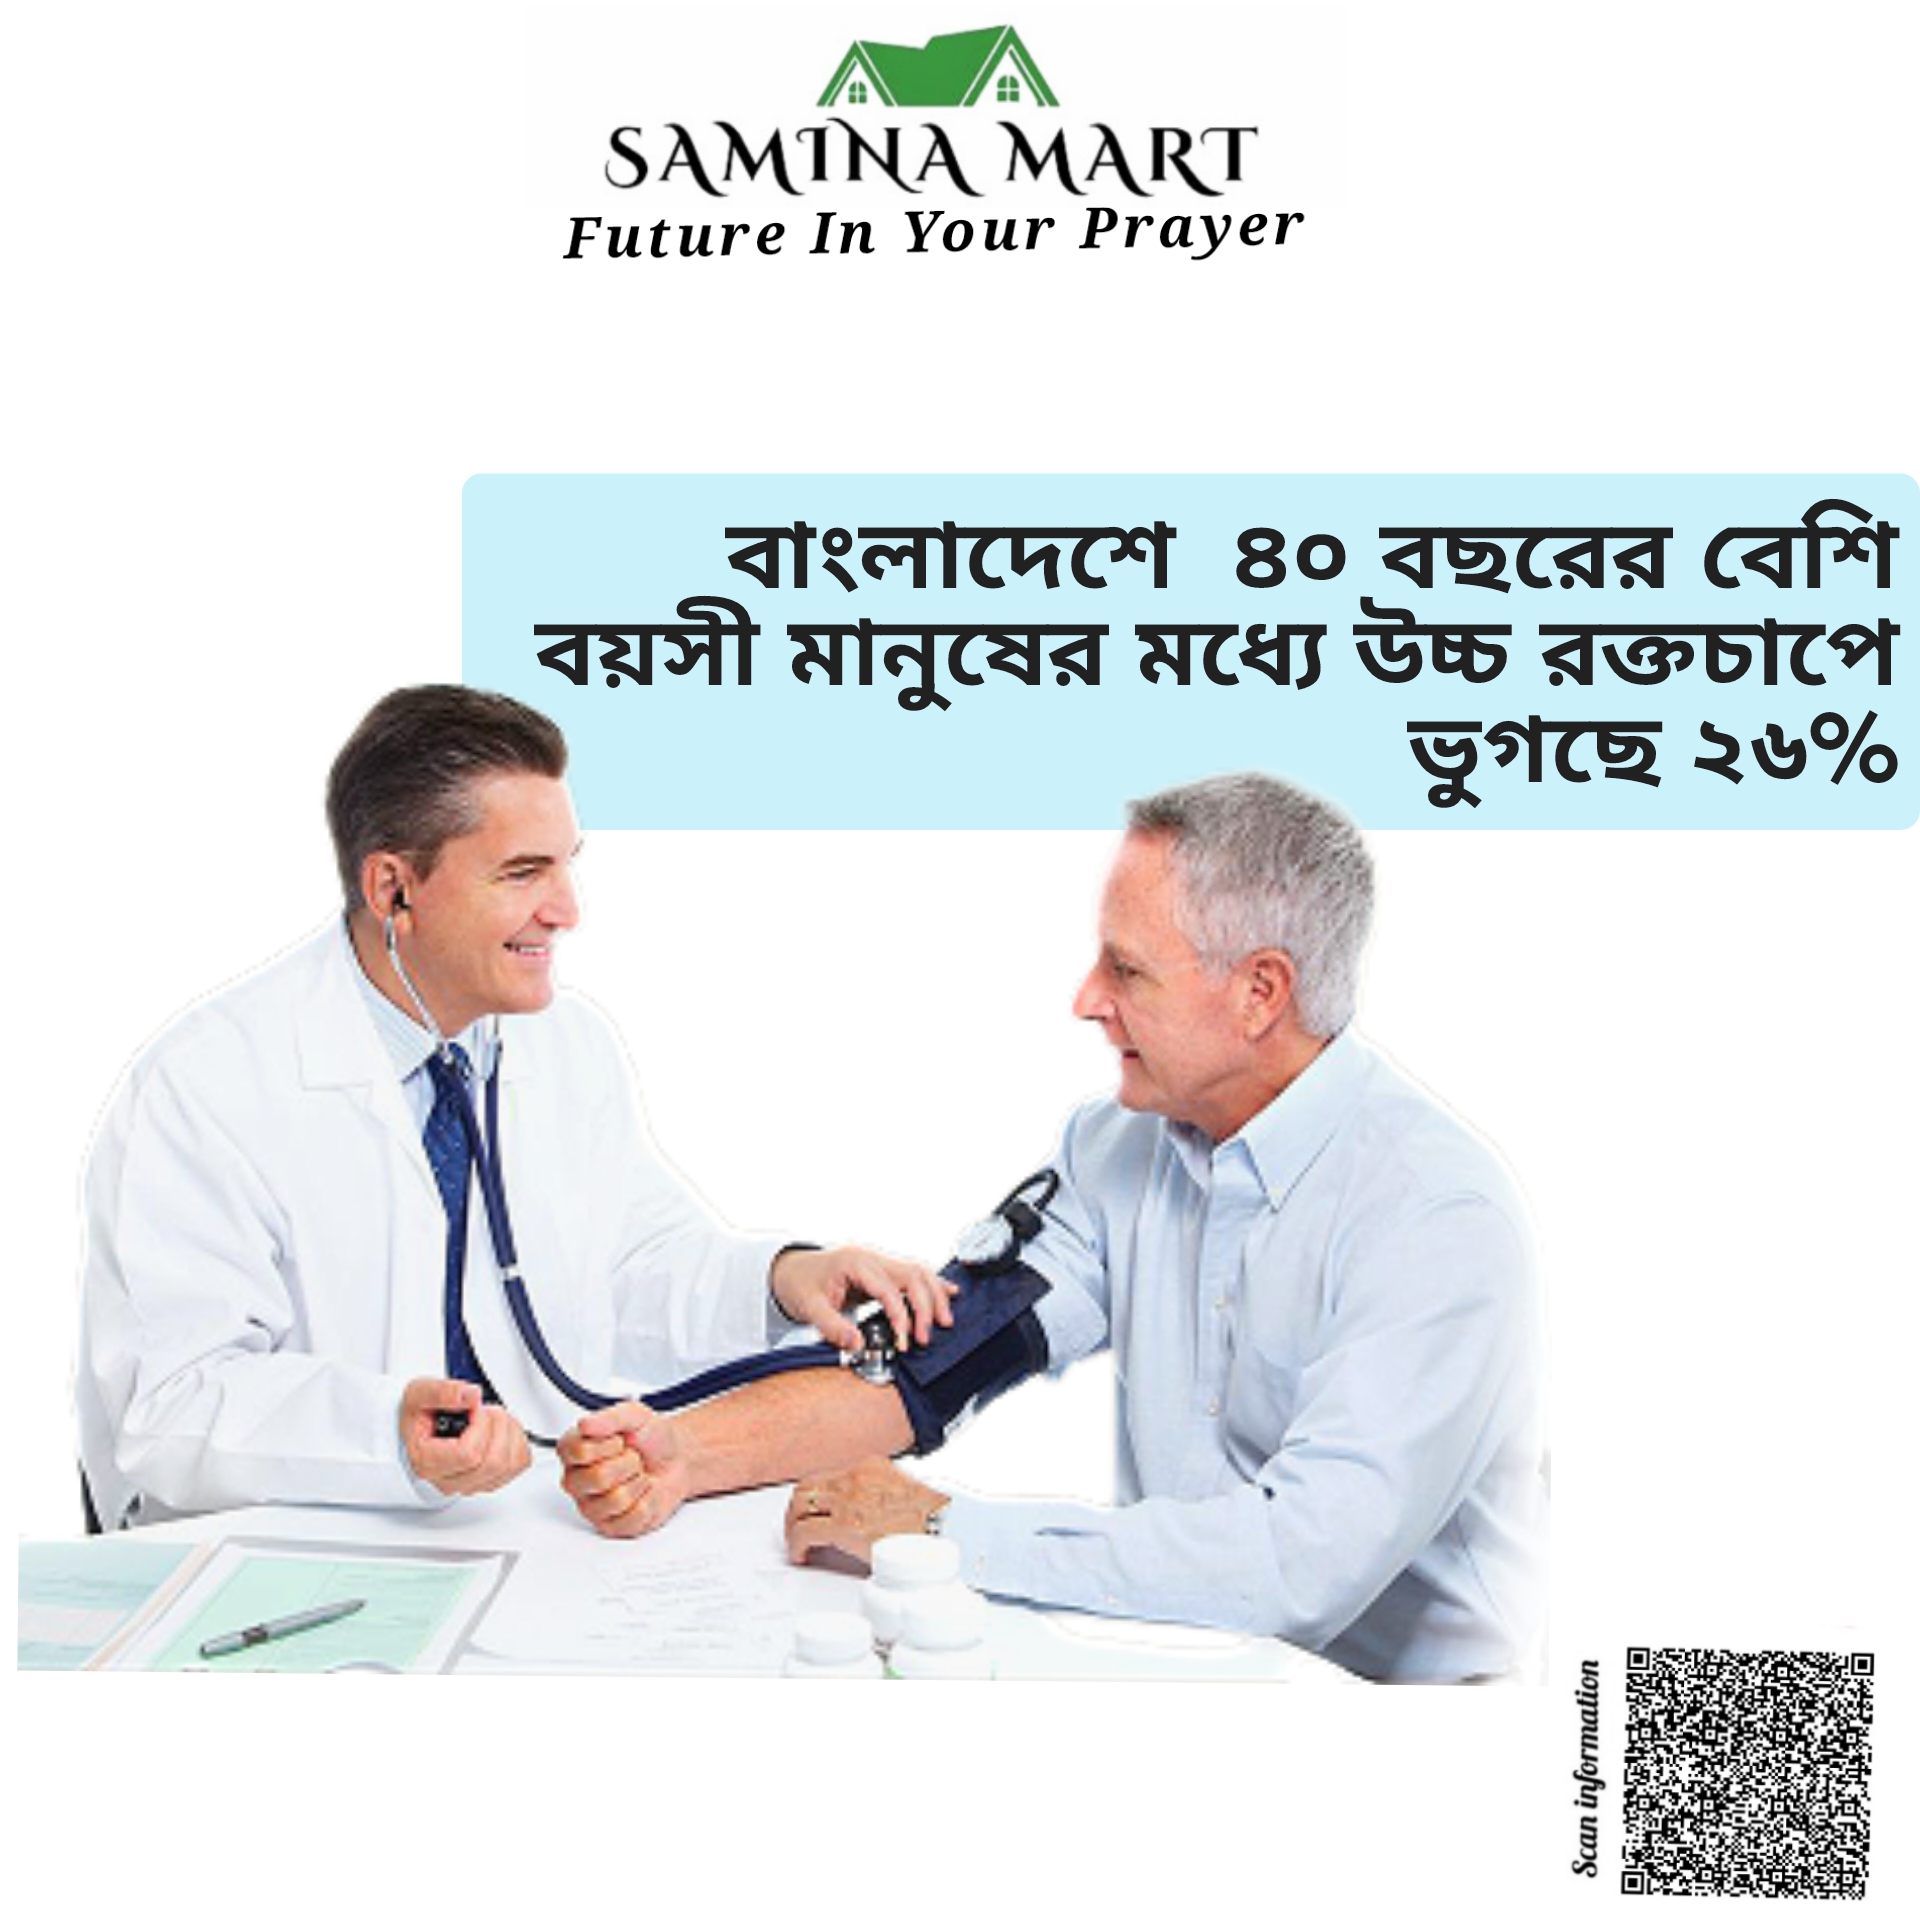 SAMINA MART
Future In Your Prayer
বাংলাদেশে ৪০ বছরের বেশি
বয়সী মানুষের মধ্যে উচ্চ রক্তচাপে
ভুগছে ২৬%
Scan information